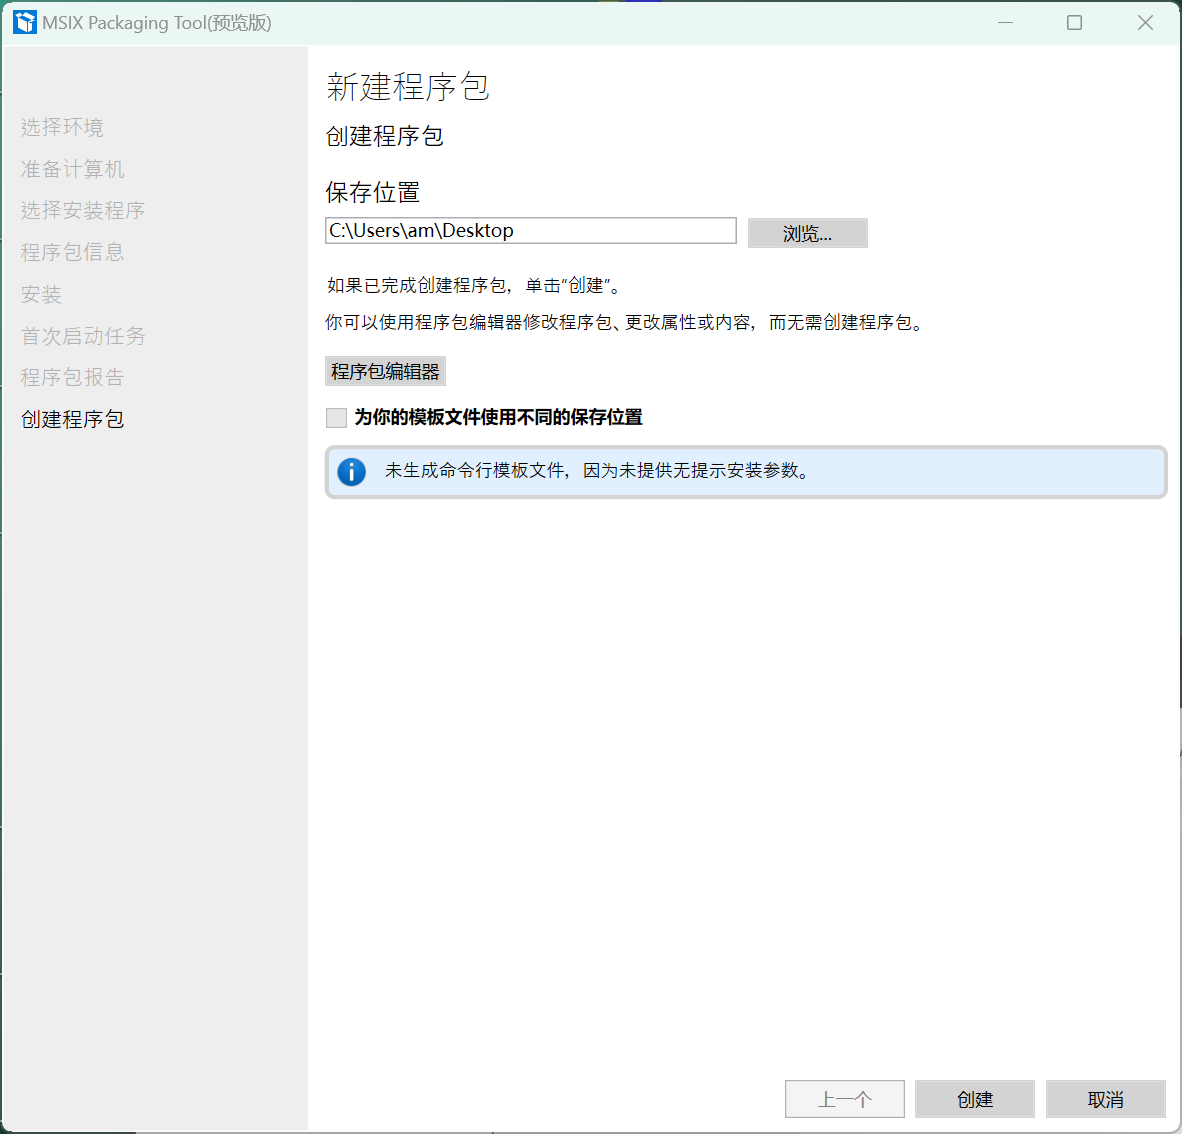 MSIX Packaging Tool(预览版)
选择环境
准备计算机
选择安装程序
程序包信息
安装
首次启动任务
程序包报告
创建程序包
新建程序包
创建程序包
保存位置
C:\Users\am\Desktop
浏览...
如果已完成创建程序包，单击“创建”。
你可以使用程序包编辑器修改程序包、更改属性或内容，而无需创建程序包。
程序包编辑器
为你的模板文件使用不同的保存位置
未生成命令行模板文件，因为未提供无提示安装参数。
上一个
创建
取消